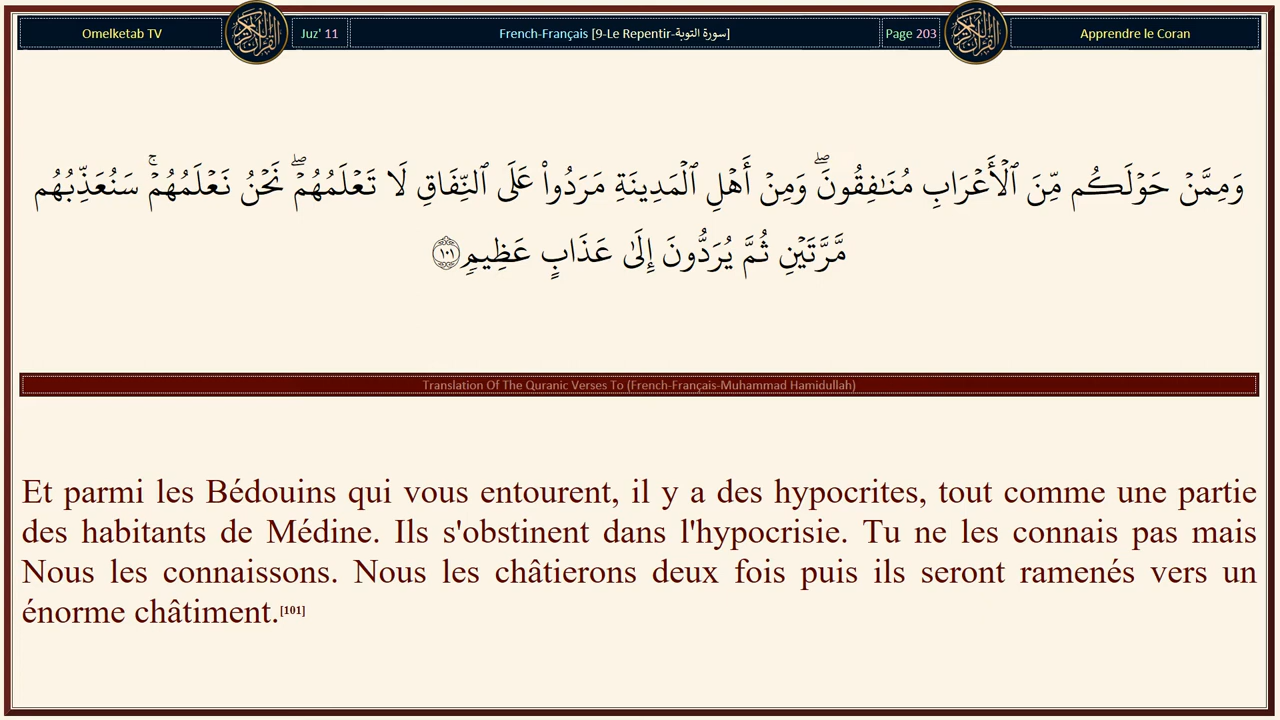 Omelketab TV
Juz' 11
French-Français [9-Le Repentir-سورة التوبة]
Page 203
Apprendre le Coran
وَمِمَّنۡ حَوۡلَكُم مِّنَ ٱلۡأَعۡرَابِ مُنَٰفِقُونَۖ وَمِنۡ أَهۡلِ ٱلۡمَدِينَةِ مَرَدُواْ عَلَى ٱلنِّفَاقِ لَا تَعۡلَمُهُمۡۖ نَحۡنُ نَعۡلَمُهُمۡۚ سَنُعَذِّبُهُم
مَّرَّتَيۡنِ ثُمَّ يُرَدُّونَ إِلَىٰ عَذَابٍ عَظِيمٖ ١٠١
Translation Of The Quranic Verses To (French-Français-Muhammad Hamidullah)
Et parmi les Bédouins qui vous entourent, il y a des hypocrites, tout comme une partie
des habitants de Médine. Ils s'obstinent dans l'hypocrisie. Tu ne les connais pas mais
Nous les connaissons. Nous les châtierons deux fois puis ils seront ramenés vers un
énorme châtiment.[101]